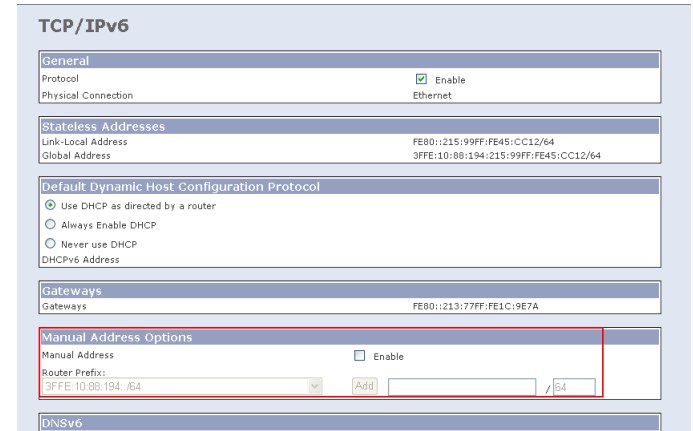 TCP/IPv6
General
Protocol Enable
Physical Connection Ethernet
Stateless Addresses
Link-Local Address FE80::215:99FF:FE45:CC12/64
Global Address 3FFE:10:88:194:215:99FF:FE45:CC12/64
Default Dynamic Host Configuration Protocol
Use DHCP as directed by a router
Always Enable DHCP
Never use DHCP
DHCPv6 Address
Gateways
Gateways FE80::213:77FF:FE1C:9E7A
Manual Address Options
Manual Address Enable
Router Prefix:
3FFE:10:88:194::/64 Add / 64
DNSv6